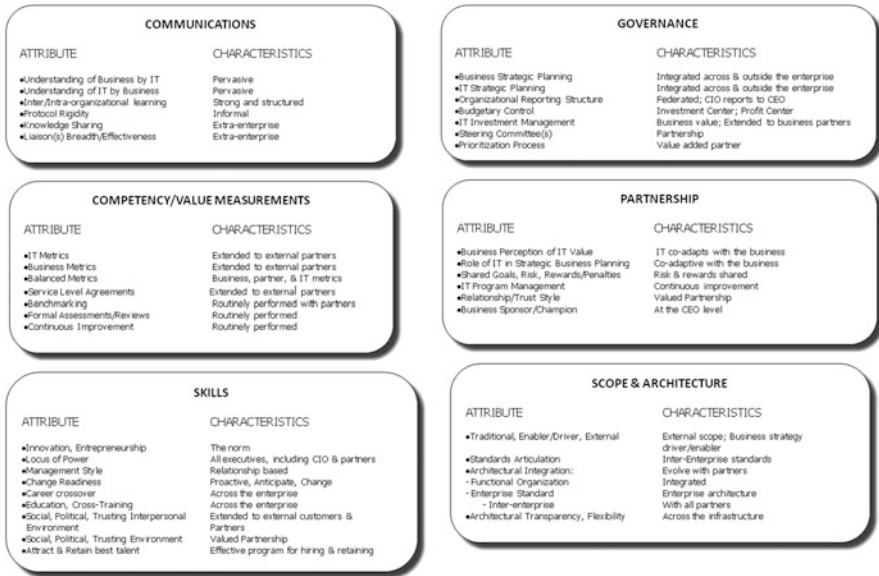 COMMUNICATIONS
ATTRIBUTE CHARACTERISTICS
•Understanding of Business by IT Pervasive
•Understanding of IT by Business Pervasive
•Inter/Intra-organizational learning Strong and structured
•Protocol Rigidity Informal
•Knowledge Sharing Extra-enterprise
•Liaison(s) Breadth/Effectiveness Extra-enterprise
GOVERNANCE
ATTRIBUTE CHARACTERISTICS
•Business Strategic Planning Integrated across & outside the enterprise
•IT Strategic Planning Integrated across & outside the enterprise
•Organizational Reporting Structure Federated; CIO reports to CEO
•Budgetary Control Investment Center; Profit Center
•IT Investment Management Business value; Extended to business partners
•Steering Committee(s) Partnership
•Prioritization Process Value added partner
COMPETENCY/VALUE MEASUREMENTS
ATTRIBUTE CHARACTERISTICS
•IT Metrics Extended to external partners
•Business Metrics Extended to external partners
•Balanced Metrics Business, partner, & IT metrics
•Service Level Agreements Extended to external partners
•Benchmarking Routinely performed with partners
•Formal Assessments/Reviews Routinely performed
•Continuous Improvement Routinely performed
PARTNERSHIP
ATTRIBUTE CHARACTERISTICS
•Business Perception of IT Value IT co-adapts with the business
•Role of IT in Strategic Business Planning Co-adaptive with the business
•Shared Goals, Risk, Rewards/Penalties Risk & rewards shared
•IT Program Management Continuous improvement
•Relationship/Trust Style Valued Partnership
•Business Sponsor/Champion At the CEO level
SKILLS
ATTRIBUTE CHARACTERISTICS
•Innovation, Entrepreneurship The norm
•Locus of Power All executives, including CIO & partners
•Management Style Relationship based
•Change Readiness Proactive, Anticipate, Change
•Career crossover Across the enterprise
•Education, Cross-Training Across the enterprise
•Social, Political, Trusting Interpersonal Extended to external customers &
Environment Partners
•Social, Political, Trusting Environment Valued Partnership
•Attract & Retain best talent Effective program for hiring & retaining
SCOPE & ARCHITECTURE
ATTRIBUTE CHARACTERISTICS
•Traditional, Enabler/Driver, External External scope; Business strategy
driver/enabler
•Standards Articulation Inter-Enterprise standards
•Architectural Integration: Evolve with partners
- Functional Organization Integrated
- Enterprise Standard Enterprise architecture
- Inter-enterprise With all partners
•Architectural Transparency, Flexibility Across the infrastructure